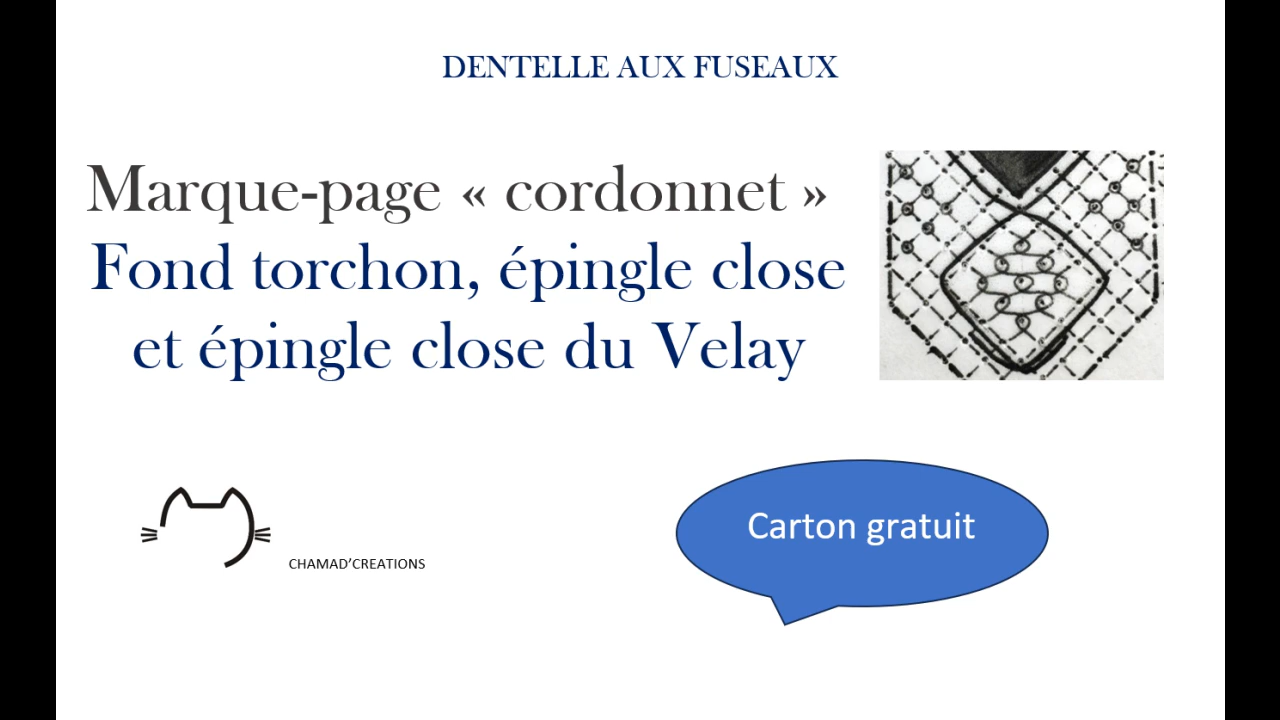 DENTELLE AUX FUSEAUX
Marque-page « cordonnet »
Fond torchon, épingle close
et épingle close du Velay
Carton gratuit
CHAMAD'CREATIONS